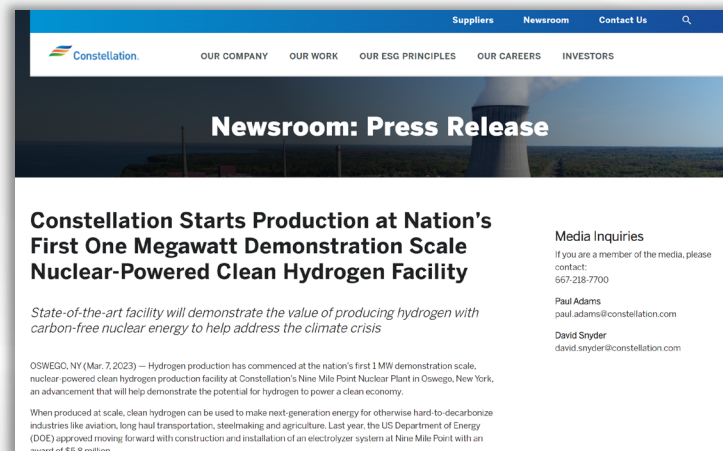 Suppliers Newsroom Contact Us
Constellation.
OUR COMPANY OUR WORK OUR ESG PRINCIPLES OUR CAREERS INVESTORS
Newsroom: Press Release
Constellation Starts Production at Nation's
First One Megawatt Demonstration Scale
Nuclear-Powered Clean Hydrogen Facility
State-of-the-art facility will demonstrate the value of producing hydrogen with
carbon-free nuclear energy to help address the climate crisis
OSWEGO, NY (Mar. 7, 2023) — Hydrogen production has commenced at the nation's first 1 MW demonstration scale,
nuclear-powered clean hydrogen production facility at Constellation's Nine Mile Point Nuclear Plant in Oswego, New York,
an advancement that will help demonstrate the potential for hydrogen to power a clean economy.
When produced at scale, clean hydrogen can be used to make next-generation energy for otherwise hard-to-decarbonize
industries like aviation, long haul transportation, steelmaking and agriculture. Last year, the US Department of Energy
(DOE) approved moving forward with construction and installation of an electrolyzer system at Nine Mile Point with an
award of $5.8 million.
Media Inquiries
If you are a member of the media, please
contact:
667-218-7700
Paul Adams
paul.adams@constellation.com
David Snyder
david.snyder@constellation.com